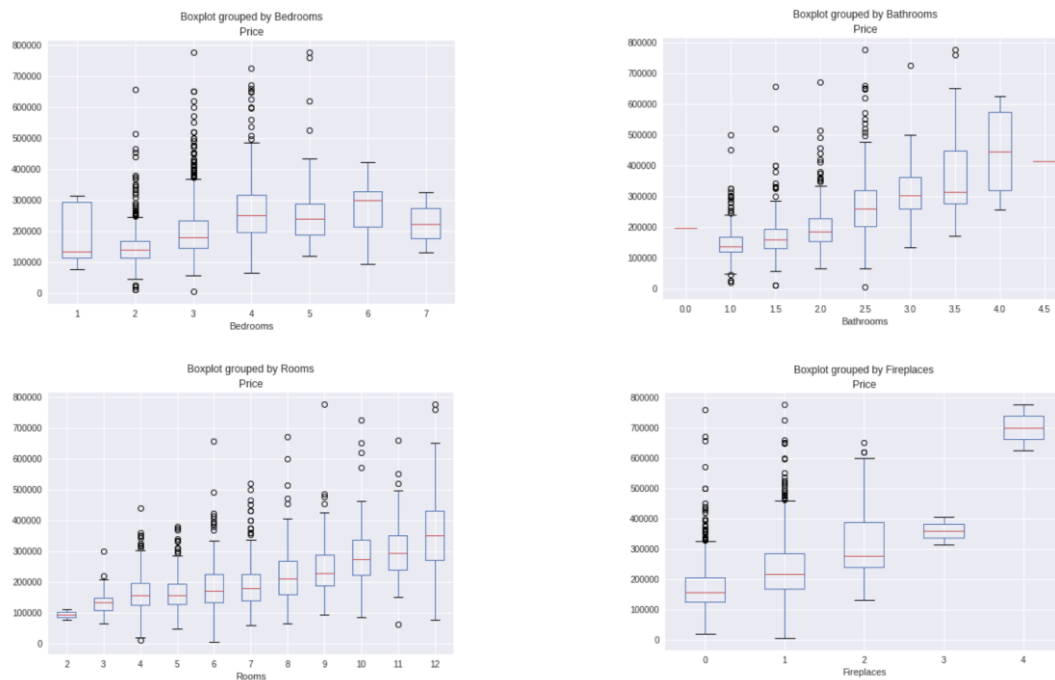 Boxplot grouped by Bedrooms
Price
800000
700000
600000
500000
400000
300000
200000
100000
0
1 2 3 4 5 6 7
Bedrooms
Boxplot grouped by Bathrooms
Price
800000
700000
600000
500000
400000
300000
200000
100000
0
0.0 1.0 1.5 2.0 2.5 3.0 3.5 4.0 4.5
Bathrooms
Boxplot grouped by Rooms
Price
800000
700000
600000
500000
400000
300000
200000
100000
0
2 3 4 5 6 7 8 9 10 11 12
Rooms
Boxplot grouped by Fireplaces
Price
800000
700000
600000
500000
400000
300000
200000
100000
0
0 1 2 3 4
Fireplaces